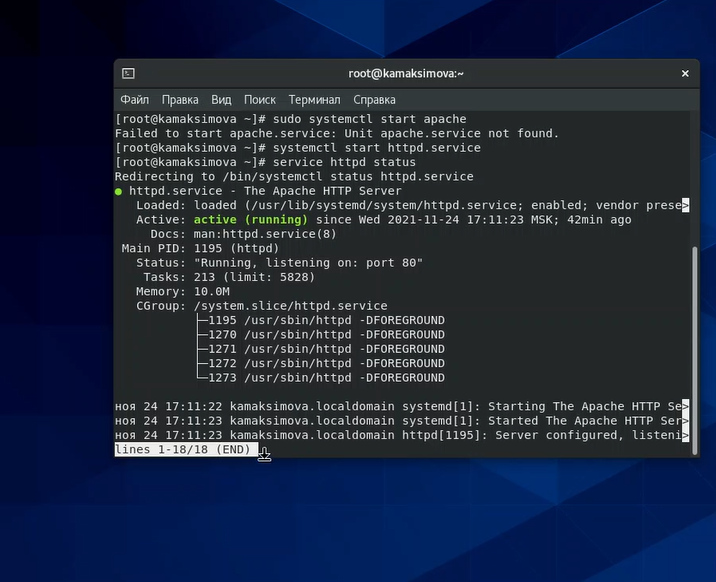 root@kamaksimova:~
Файл Правка Вид Поиск Терминал Справка
[root@kamaksimova ~]# sudo systemctl start apache
Failed to start apache.service: Unit apache.service not found.
[root@kamaksimova ~]# systemctl start httpd.service
[root@kamaksimova ~]# service httpd status
Redirecting to /bin/systemctl status httpd.service
● httpd.service - The Apache HTTP Server
   Loaded: loaded (/usr/lib/systemd/system/httpd.service; enabled; vendor prese>
   Active: active (running) since Wed 2021-11-24 17:11:23 MSK; 42min ago
     Docs: man:httpd.service(8)
 Main PID: 1195 (httpd)
   Status: "Running, listening on: port 80"
    Tasks: 213 (limit: 5828)
   Memory: 10.0M
   CGroup: /system.slice/httpd.service
           ├─1195 /usr/sbin/httpd -DFOREGROUND
           ├─1270 /usr/sbin/httpd -DFOREGROUND
           ├─1271 /usr/sbin/httpd -DFOREGROUND
           ├─1272 /usr/sbin/httpd -DFOREGROUND
           └─1273 /usr/sbin/httpd -DFOREGROUND
ноя 24 17:11:22 kamaksimova.localdomain systemd[1]: Starting The Apache HTTP Se>
ноя 24 17:11:23 kamaksimova.localdomain systemd[1]: Started The Apache HTTP Ser>
ноя 24 17:11:23 kamaksimova.localdomain httpd[1195]: Server configured, listeni>
lines 1-18/18 (END)